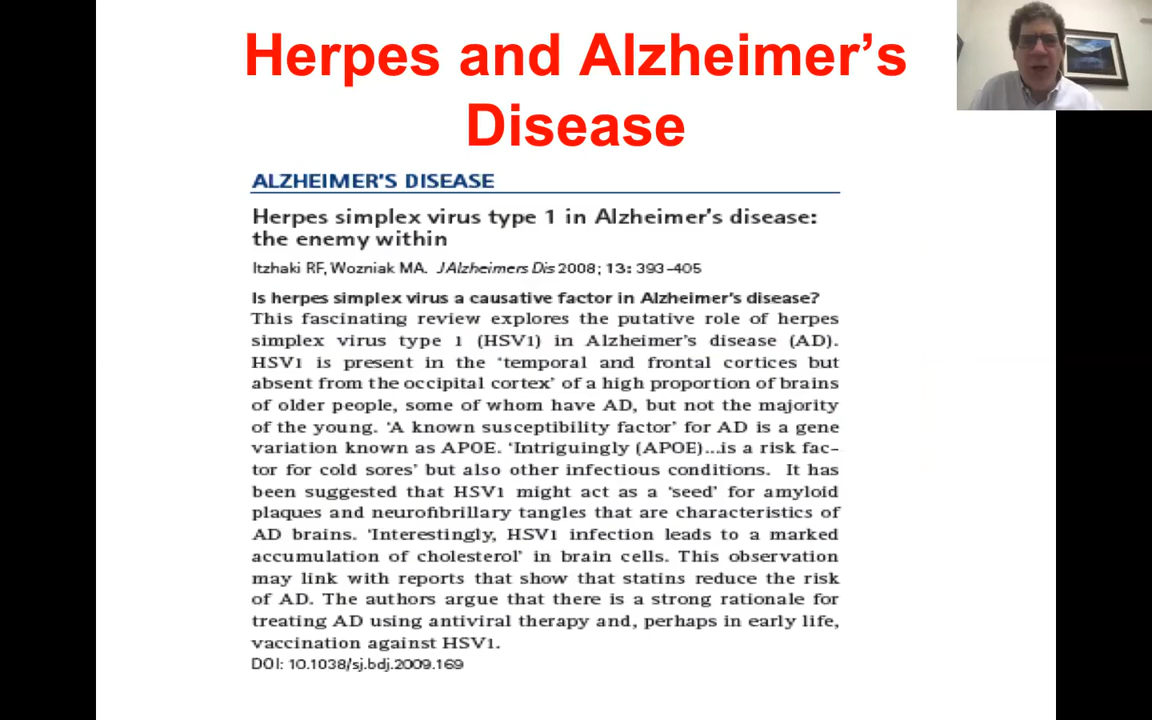 Herpes and Alzheimer’s
Disease
ALZHEIMER'S DISEASE
Herpes simplex virus type 1 in Alzheimer's disease:
the enemy within
Itzhaki RF, Wozniak MA. J Alzheimers Dis 2008; 13: 393–405
Is herpes simplex virus a causative factor in Alzheimer's disease?
This fascinating review explores the putative role of herpes
simplex virus type 1 (HSV1) in Alzheimer's disease (AD).
HSV1 is present in the 'temporal and frontal cortices but
absent from the occipital cortex' of a high proportion of brains
of older people, some of whom have AD, but not the majority
of the young. 'A known susceptibility factor' for AD is a gene
variation known as APOE. 'Intriguingly (APOE)...is a risk fac-
tor for cold sores' but also other infectious conditions. It has
been suggested that HSV1 might act as a 'seed' for amyloid
plaques and neurofibrillary tangles that are characteristics of
AD brains. 'Interestingly, HSV1 infection leads to a marked
accumulation of cholesterol' in brain cells. This observation
may link with reports that show that statins reduce the risk
of AD. The authors argue that there is a strong rationale for
treating AD using antiviral therapy and, perhaps in early life,
vaccination against HSV1.
DOI: 10.1038/sj.bdj.2009.169